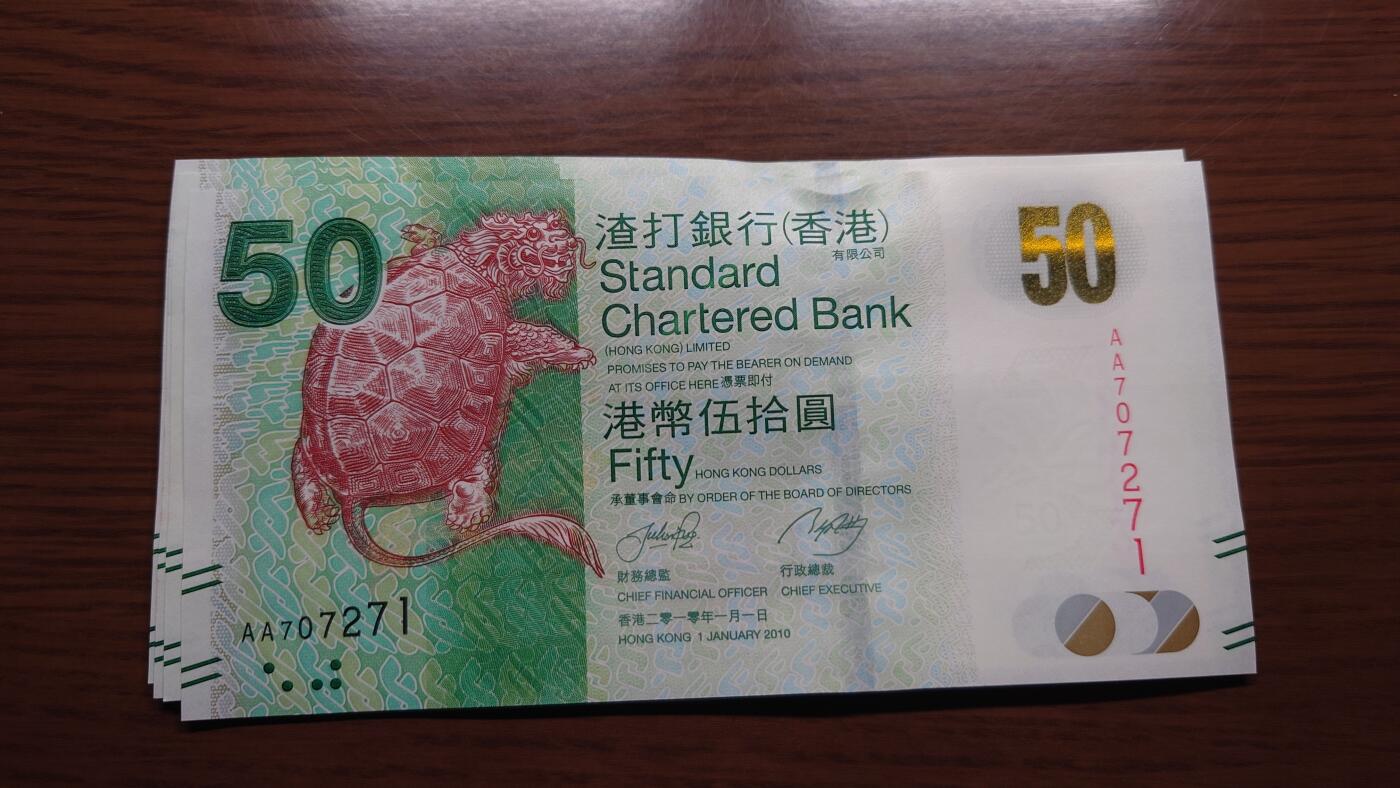 50
渣打銀行(香港)
有限公司
Standard
Chartered Bank
(HONG KONG) LIMITED
PROMISES TO PAY THE BEARER ON DEMAND
AT ITS OFFICE HERE 憑票即付
港幣伍拾圓
Fifty HONG KONG DOLLARS
承董事會命 BY ORDER OF THE BOARD OF DIRECTORS
財務總監
CHIEF FINANCIAL OFFICER
行政總裁
CHIEF EXECUTIVE
香港二零一零年一月一日
HONG KONG 1 JANUARY 2010
AA707271
50
AA707271